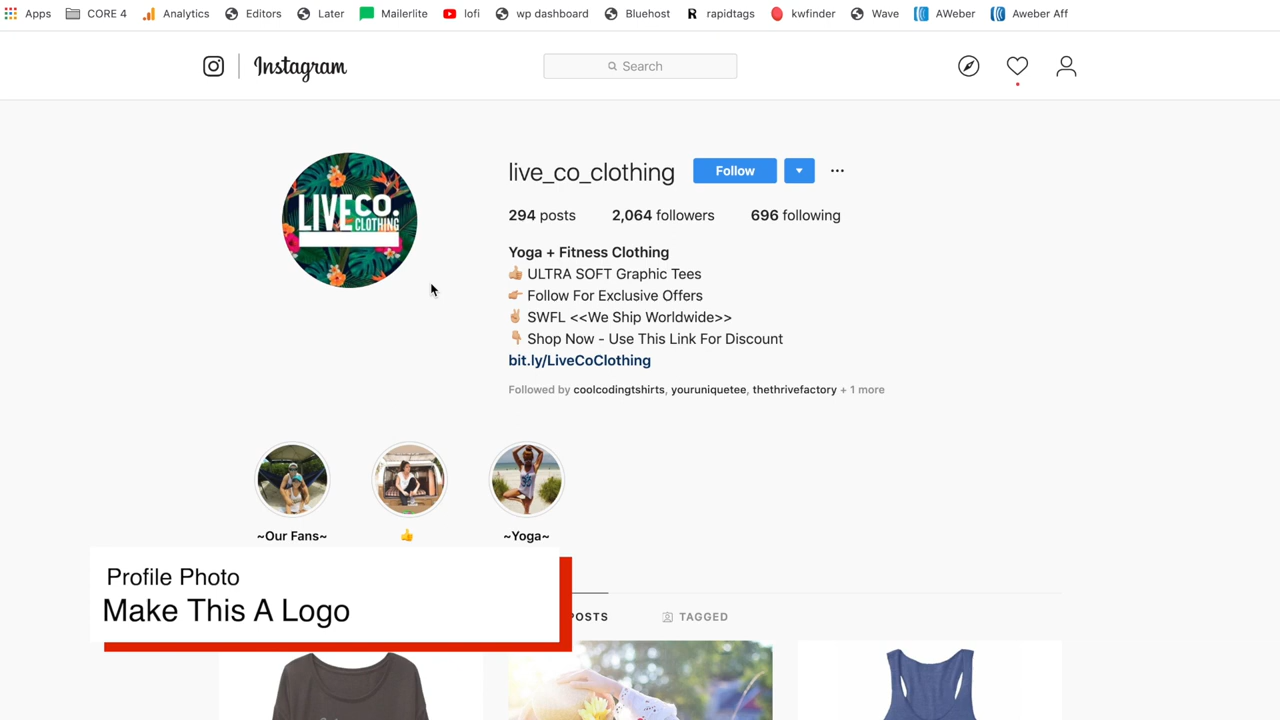 Apps CORE 4 Analytics Editors Later Mailerlite lofi wp dashboard Bluehost rapidtags kwfinder Wave AWeber Aweber Aff
Instagram Search
LIVE CO.
CLOTHING
live_co_clothing Follow
294 posts 2,064 followers 696 following
Yoga + Fitness Clothing
👍 ULTRA SOFT Graphic Tees
👉 Follow For Exclusive Offers
✌ SWFL <<We Ship Worldwide>>
👇 Shop Now - Use This Link For Discount
bit.ly/LiveCoClothing
Followed by coolcodingtshirts, youruniquetee, thethrivefactory + 1 more
~Our Fans~ 👍 ~Yoga~
Profile Photo
Make This A Logo
POSTS TAGGED